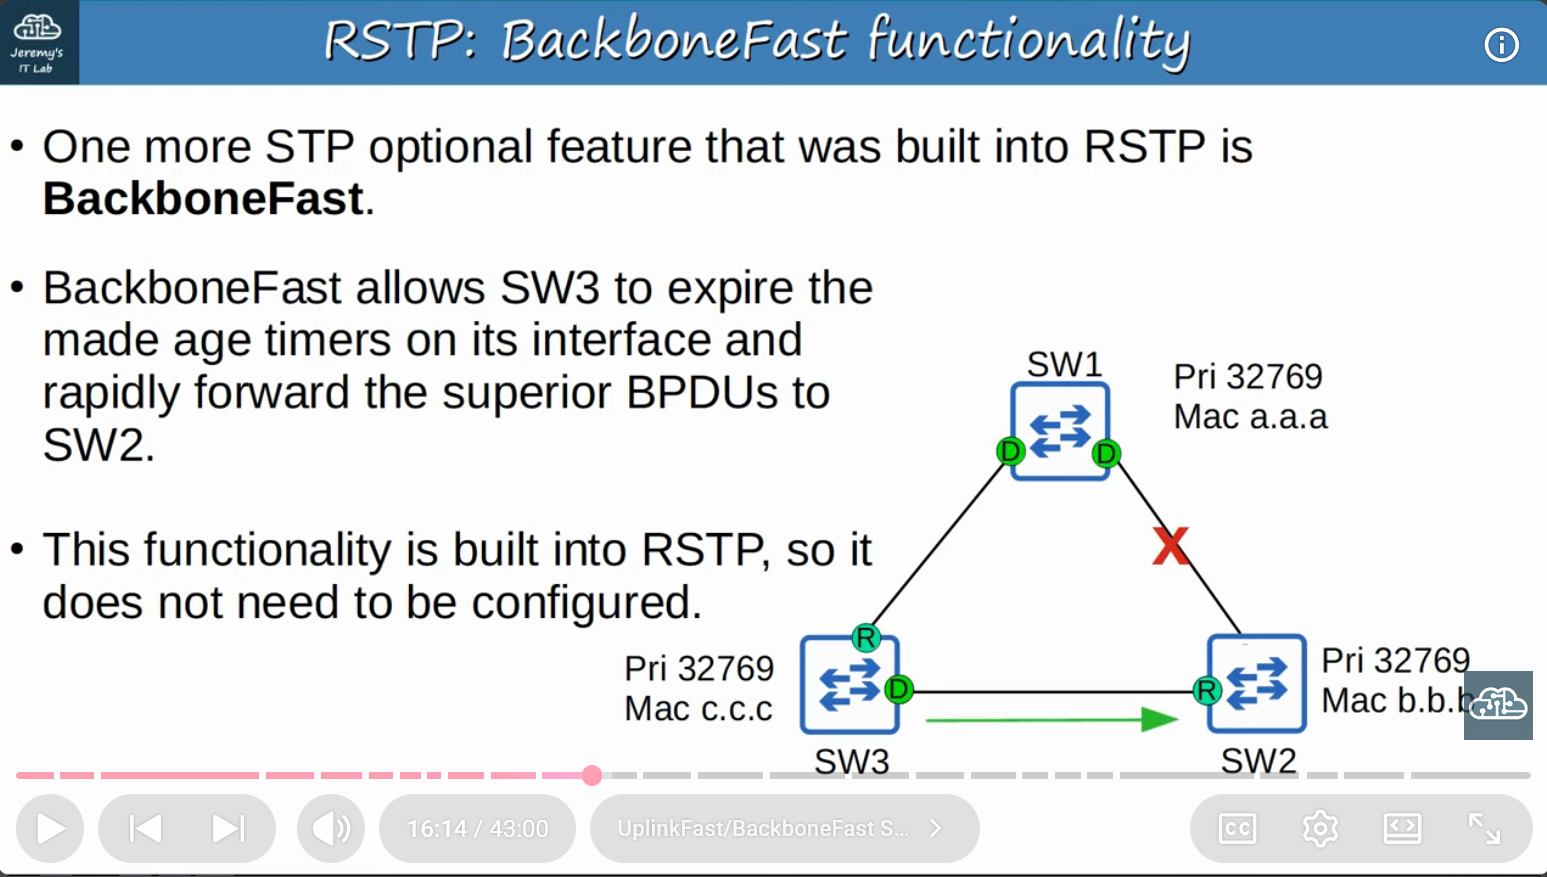 Jeremy's
IT Lab
RSTP: BackboneFast functionality
• One more STP optional feature that was built into RSTP is
BackboneFast.
• BackboneFast allows SW3 to expire the
made age timers on its interface and
rapidly forward the superior BPDUs to
SW2.
• This functionality is built into RSTP, so it
does not need to be configured.
SW1
Pri 32769
Mac a.a.a
D
D
X
R
D
R
Pri 32769
Mac c.c.c
SW3
Pri 32769
Mac b.b.b
SW2
16:14 / 43:00
UplinkFast/BackboneFast S...
CC